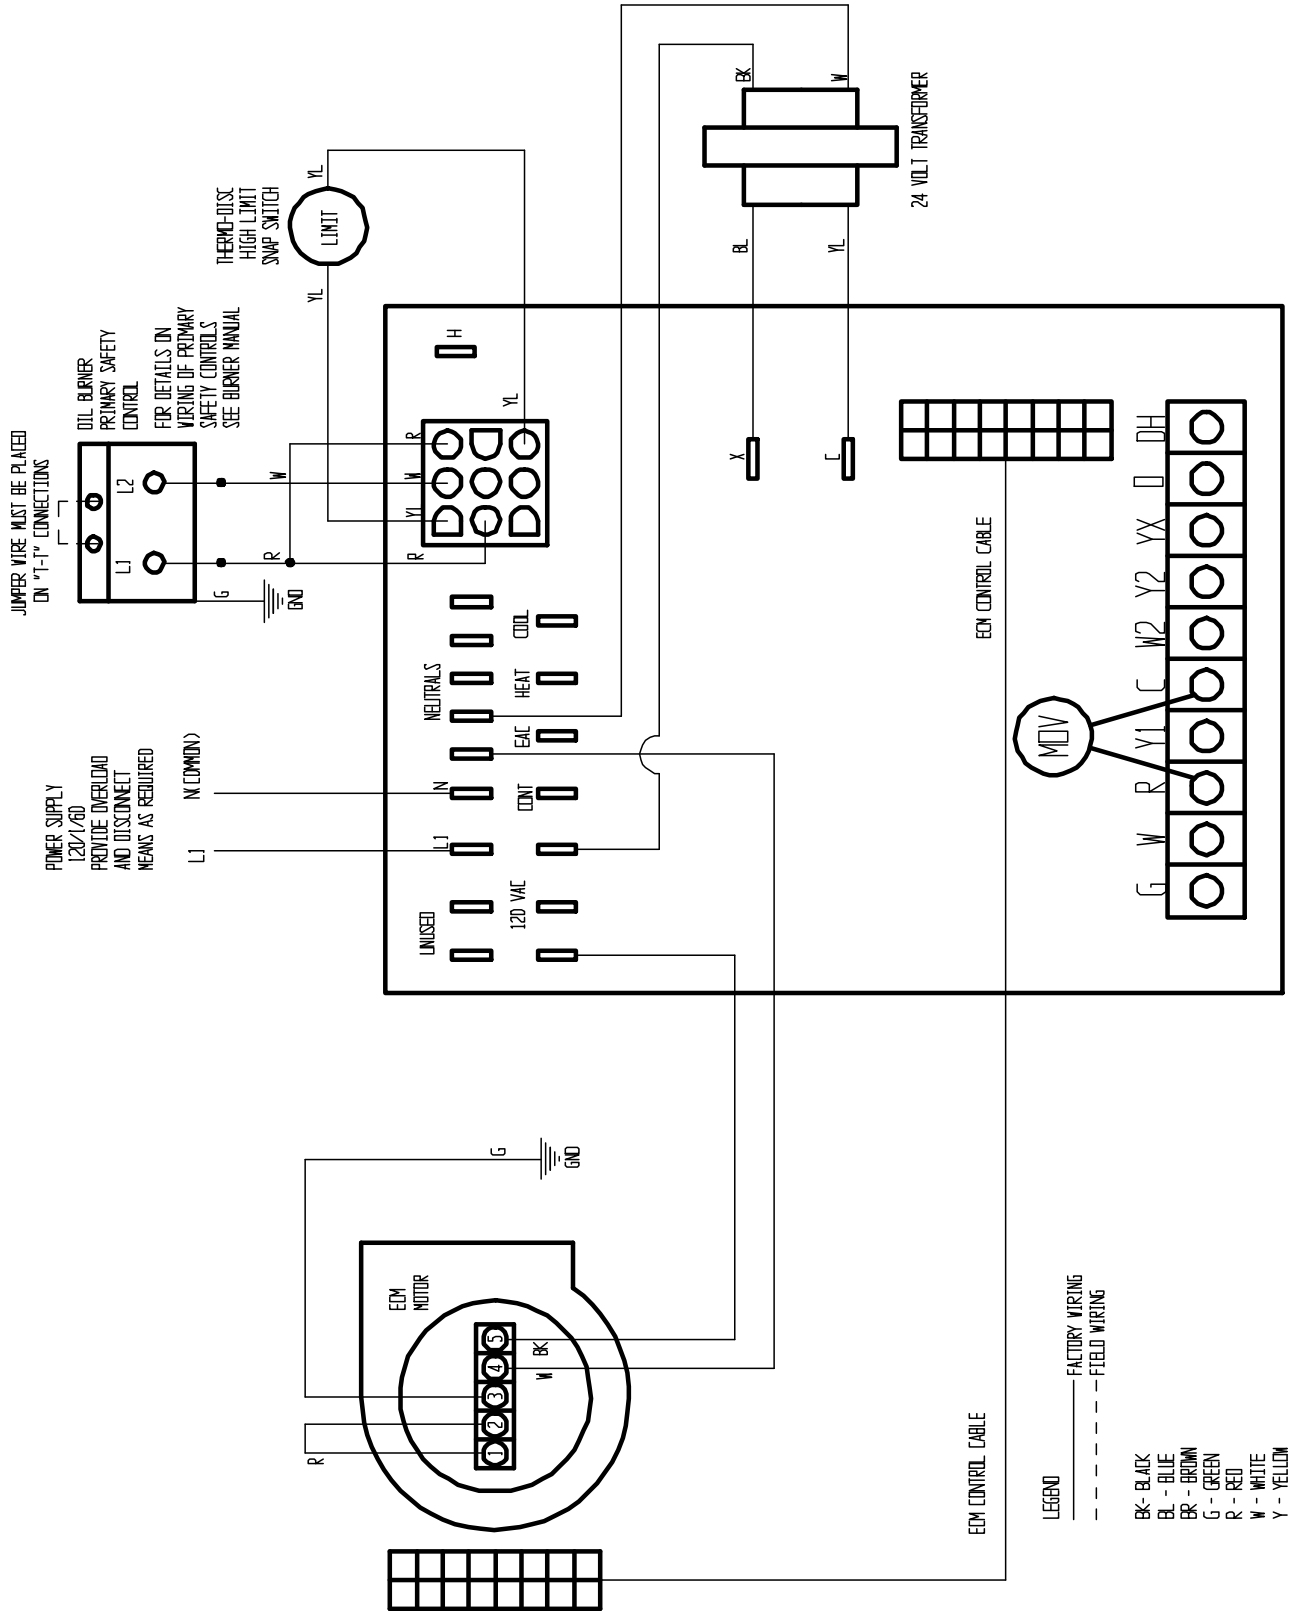 JUMPER WIRE MUST BE PLACED
ON "T-T" CONNECTIONS
OIL BURNER
PRIMARY SAFETY
CONTROL
FOR DETAILS ON
WIRING OF PRIMARY
SAFETY CONTROLS
SEE BURNER MANUAL
L1
L2
G
GND
R
W
THERMO-DISC
HIGH LIMIT
SNAP SWITCH
LIMIT
YL
YL
POWER SUPPLY
120/1/60
PROVIDE OVERLOAD
AND DISCONNECT
MEANS AS REQUIRED
L1
N(COMMON)
UNUSED
L1
N
NEUTRALS
R
YL
W
R
YL
H
120 VAC
CONT
EAC
HEAT
COOL
BK
W
24 VOLT TRANSFORMER
BL
YL
X
C
ECM CONTROL CABLE
MOV
G
W
R
Y1
C
W2
Y2
YX
O
DH
ECM
MOTOR
1
2
3
4
5
R
W
BK
G
GND
ECM CONTROL CABLE
LEGEND
FACTORY WIRING
FIELD WIRING
BK- BLACK
BL - BLUE
BR - BROWN
G - GREEN
R - RED
W - WHITE
Y - YELLOW